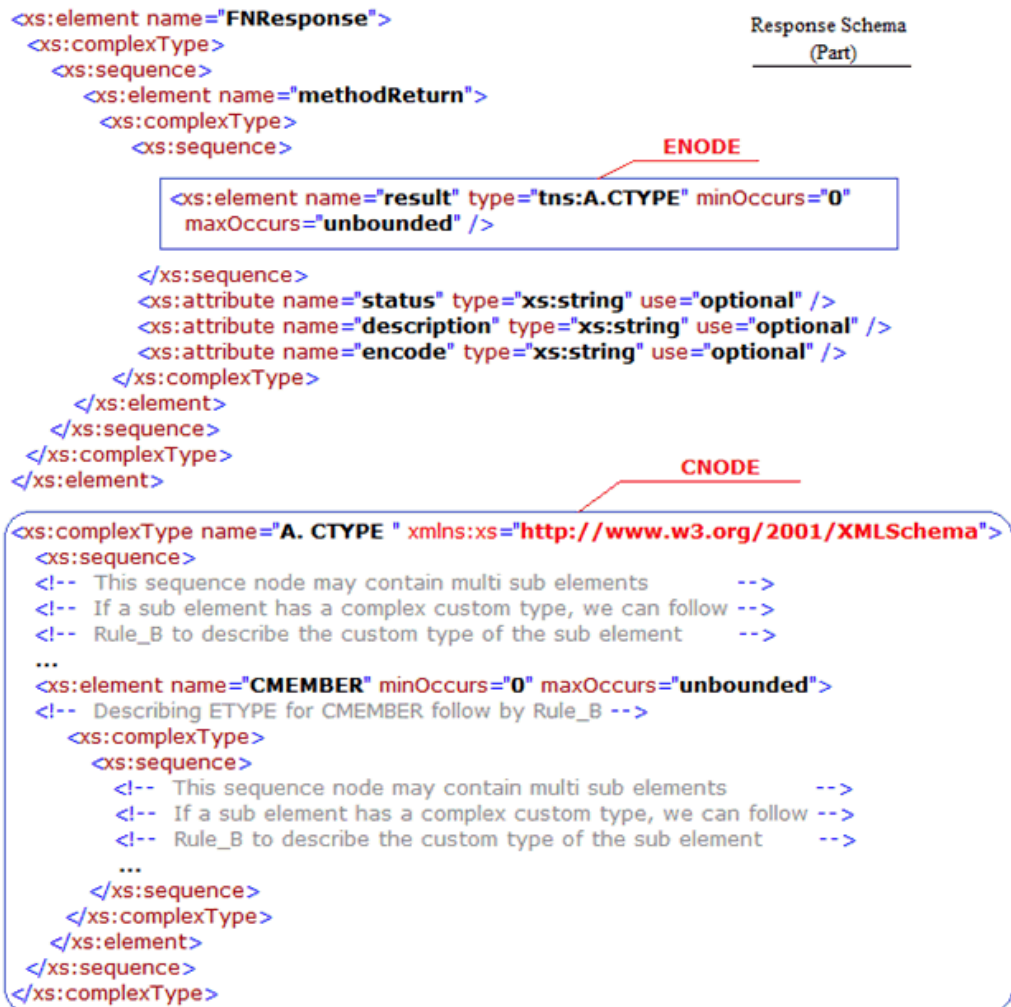 <xs:element name="FNResponse">
Response Schema
(Part)
<xs:complexType>
<xs:sequence>
<xs:element name="methodReturn">
<xs:complexType>
<xs:sequence>
ENODE
<xs:element name="result" type="tns:A.CTYPE" minOccurs="0"
maxOccurs="unbounded" />
</xs:sequence>
<xs:attribute name="status" type="xs:string" use="optional" />
<xs:attribute name="description" type="xs:string" use="optional" />
<xs:attribute name="encode" type="xs:string" use="optional" />
</xs:complexType>
</xs:element>
</xs:sequence>
</xs:complexType>
</xs:element>
CNODE
<xs:complexType name="A. CTYPE " xmlns:xs="http://www.w3.org/2001/XMLSchema">
<xs:sequence>
<!-- This sequence node may contain multi sub elements -->
<!-- If a sub element has a complex custom type, we can follow -->
<!-- Rule_B to describe the custom type of the sub element -->
...
<xs:element name="CMEMBER" minOccurs="0" maxOccurs="unbounded">
<!-- Describing ETYPE for CMEMBER follow by Rule_B -->
<xs:complexType>
<xs:sequence>
<!-- This sequence node may contain multi sub elements -->
<!-- If a sub element has a complex custom type, we can follow -->
<!-- Rule_B to describe the custom type of the sub element -->
...
</xs:sequence>
</xs:complexType>
</xs:element>
</xs:sequence>
</xs:complexType>